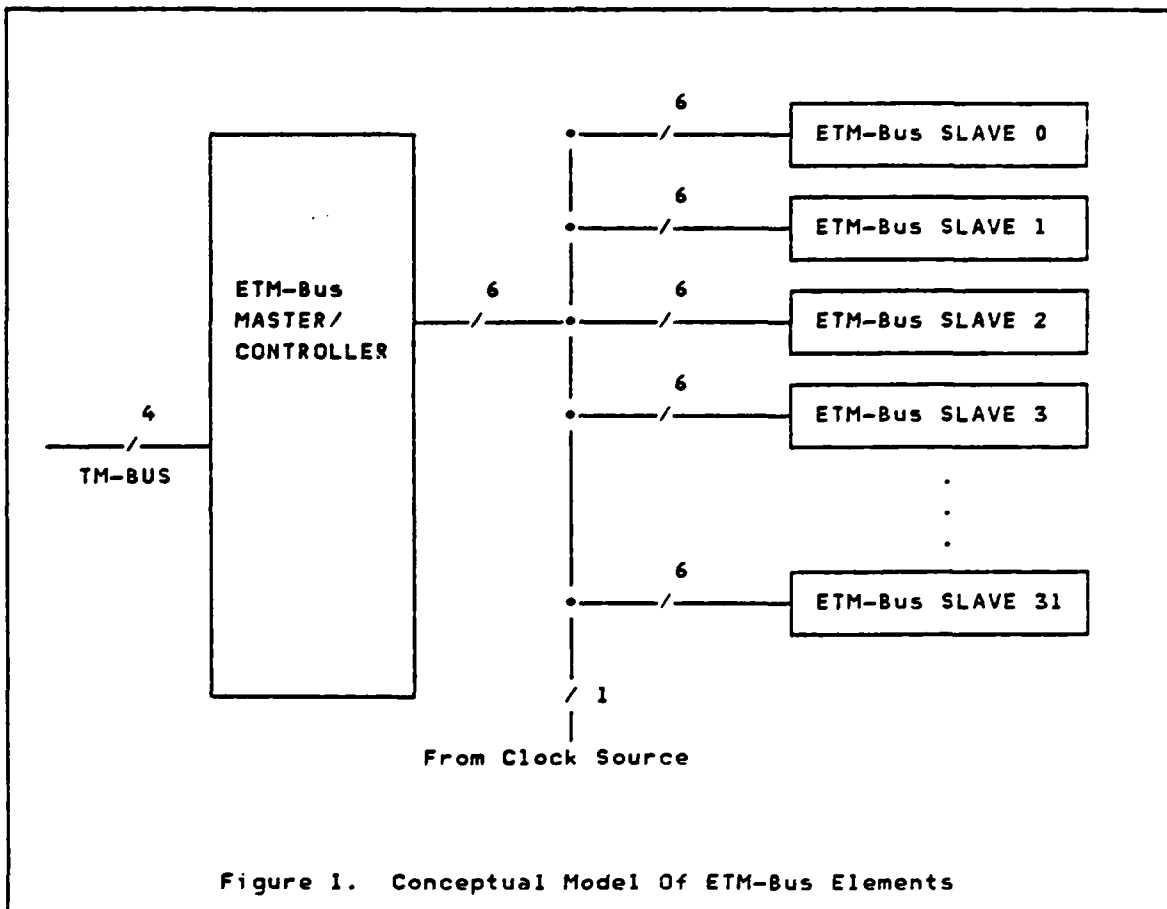 6
ETM-Bus SLAVE 0
6
ETM-Bus SLAVE 1
ETM-Bus
MASTER/
CONTROLLER
6
6
ETM-Bus SLAVE 2
6
ETM-Bus SLAVE 3
4
TM-BUS
.
.
.
6
ETM-Bus SLAVE 31
1
From Clock Source
Figure 1. Conceptual Model Of ETM-Bus Elements